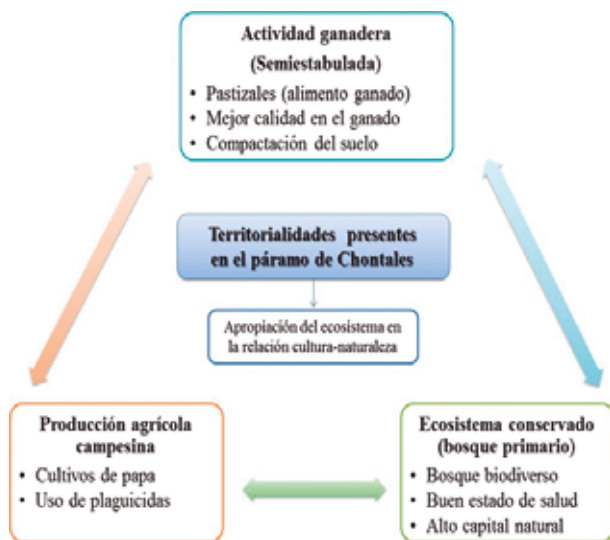 Actividad ganadera
(Semiestabulada)
• Pastizales (alimento ganado)
• Mejor calidad en el ganado
• Compactación del suelo
Territorialidades presentes
en el páramo de Chontales
Apropiación del ecosistema en
la relación cultura-naturaleza
Producción agrícola
campesina
• Cultivos de papa
• Uso de plaguicidas
Ecosistema conservado
(bosque primario)
• Bosque biodiverso
• Buen estado de salud
• Alto capital natural